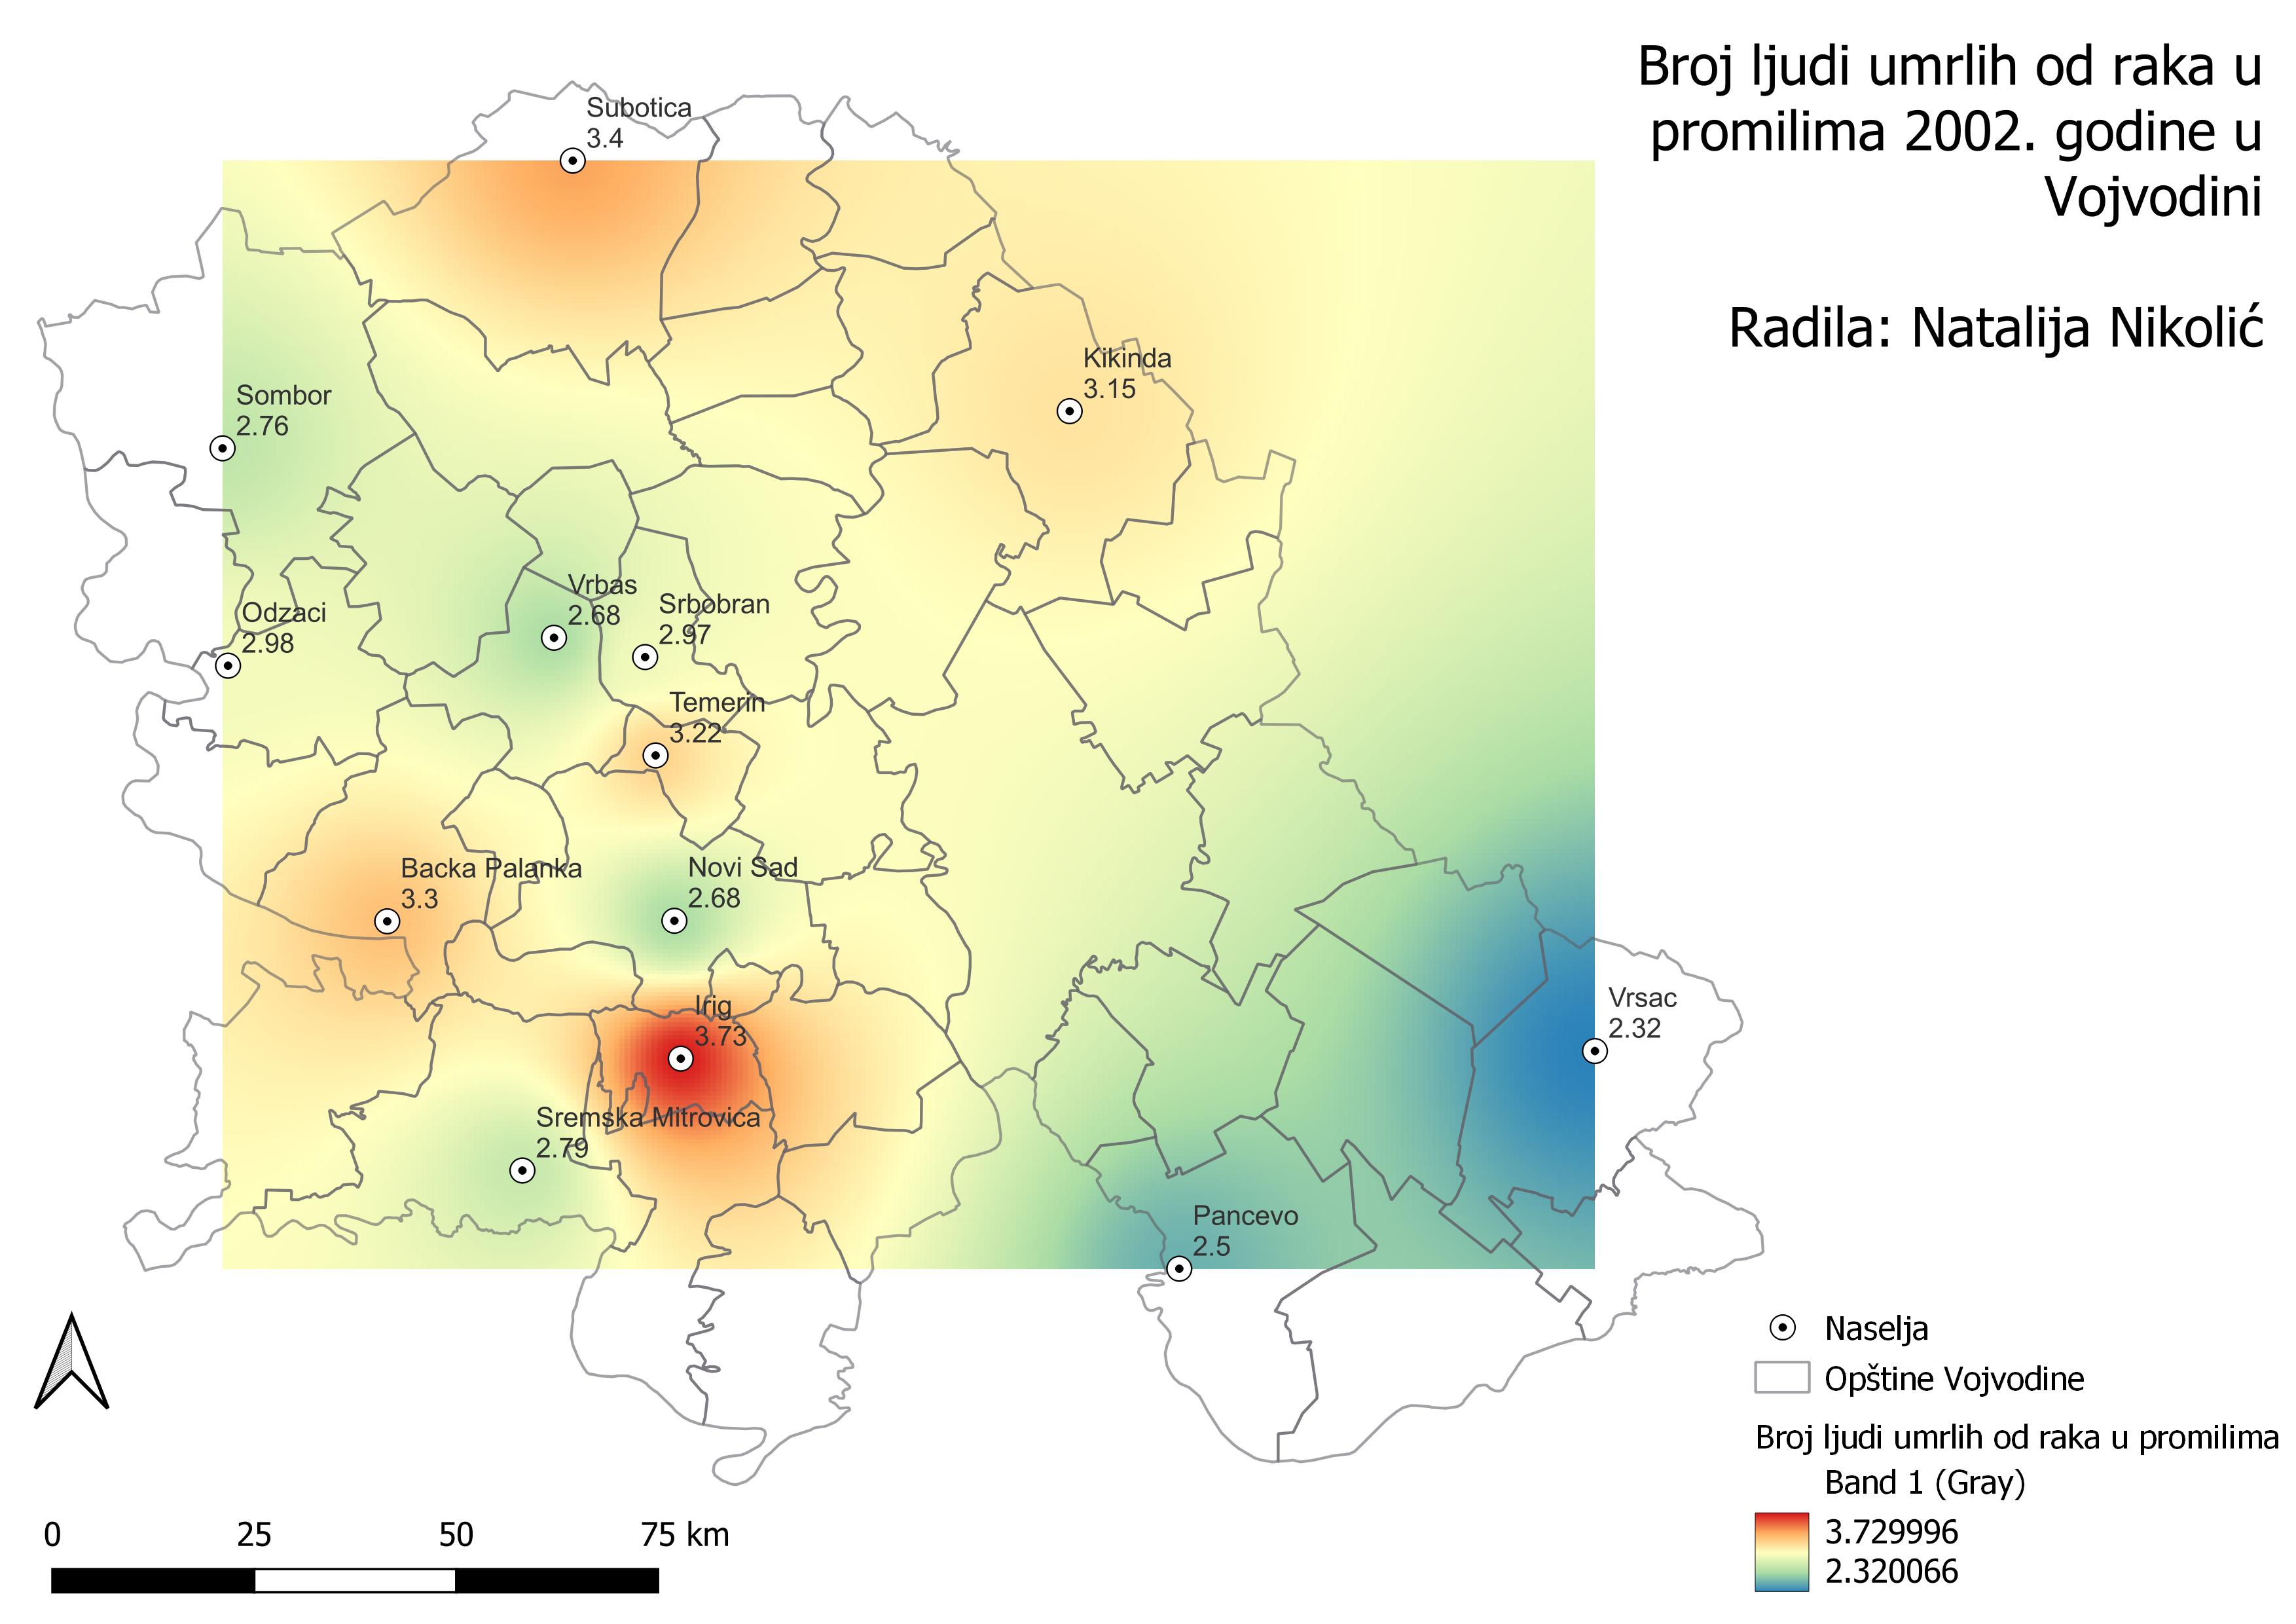 Broj ljudi umrlih od raka u
promilima 2002. godine u
Vojvodini
Radila: Natalija Nikolić
Subotica
3.4
Kikinda
3.15
Sombor
2.76
Vrbas
2.68
Srbobran
2.97
Odzaci
2.98
Temerin
3.22
Backa Palanka
3.3
Novi Sad
2.68
Irig
3.73
Vrsac
2.32
Sremska Mitrovica
2.79
Pancevo
2.5
Naselja
Opštine Vojvodine
Broj ljudi umrlih od raka u promilima
Band 1 (Gray)
3.729996
2.320066
0 25 50 75 km